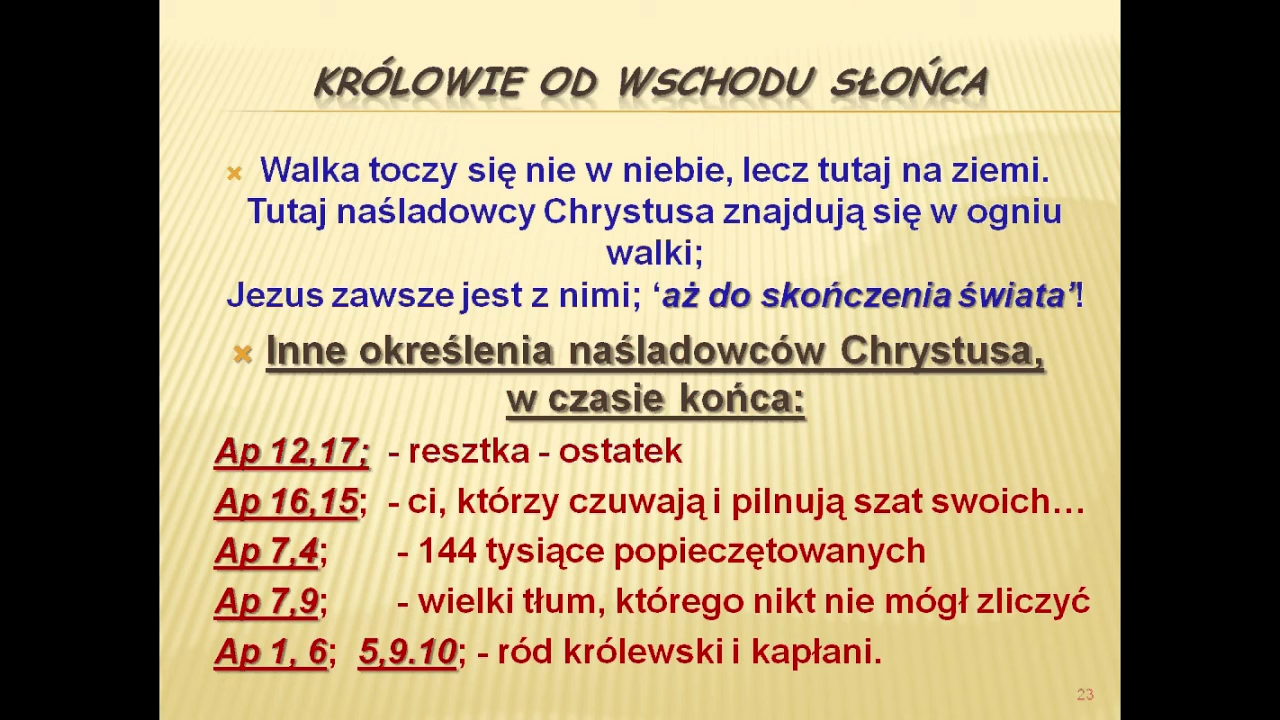 KRÓLOWIE OD WSCHODU SŁOŃCA
Walka toczy się nie w niebie, lecz tutaj na ziemi.
Tutaj naśladowcy Chrystusa znajdują się w ogniu
walki;
Jezus zawsze jest z nimi; ‘aż do skończenia świata’!
Inne określenia naśladowców Chrystusa,
w czasie końca:
Ap 12,17; - resztka - ostatek
Ap 16,15; - ci, którzy czuwają i pilnują szat swoich…
Ap 7,4; - 144 tysiące popieczętowanych
Ap 7,9; - wielki tłum, którego nikt nie mógł zliczyć
Ap 1, 6; 5,9.10; - ród królewski i kapłani.
23